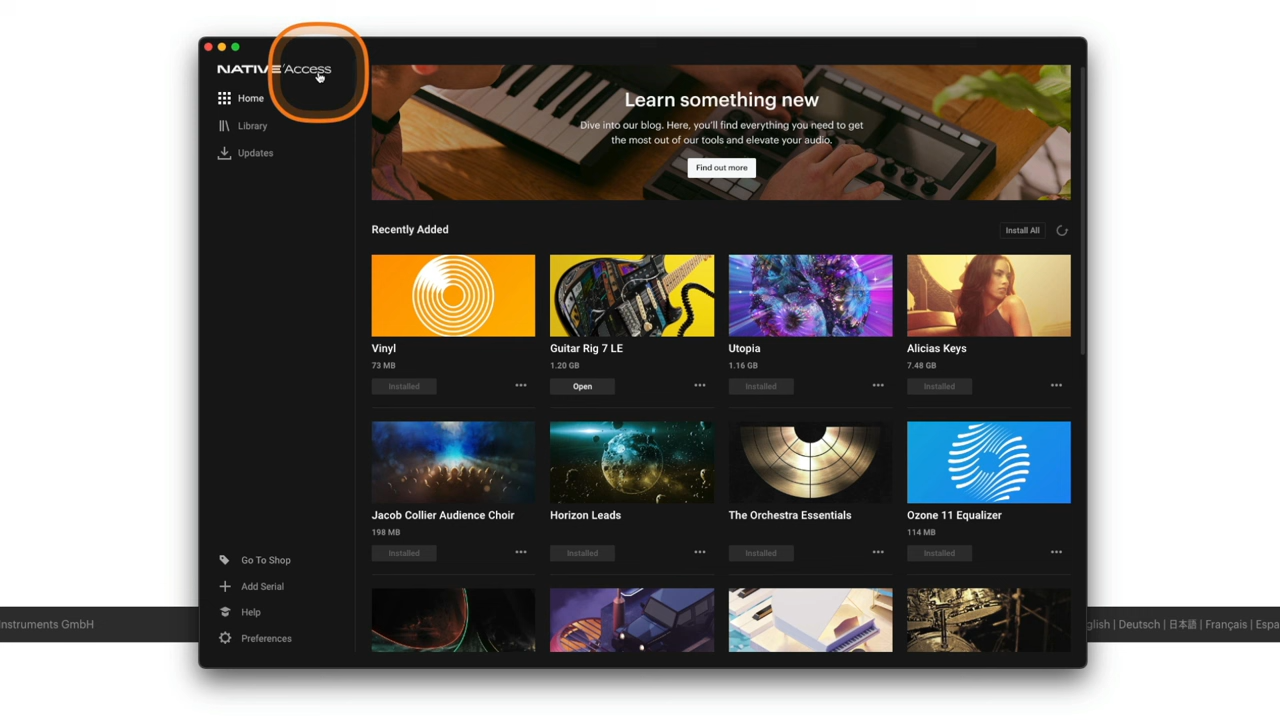 NATIVE Access
Home
Library
Updates
Learn something new
Dive into our blog. Here, you'll find everything you need to get
the most out of our tools and elevate your audio.
Find out more
Recently Added
Install All
Vinyl
73 MB
Installed
Guitar Rig 7 LE
1.20 GB
Open
Utopia
1.16 GB
Installed
Alicias Keys
7.48 GB
Installed
Jacob Collier Audience Choir
198 MB
Installed
Horizon Leads
Installed
The Orchestra Essentials
Installed
Ozone 11 Equalizer
114 MB
Installed
Go To Shop
Add Serial
Help
Preferences
nstruments GmbH
glish | Deutsch | 日本語 | Français | Espa